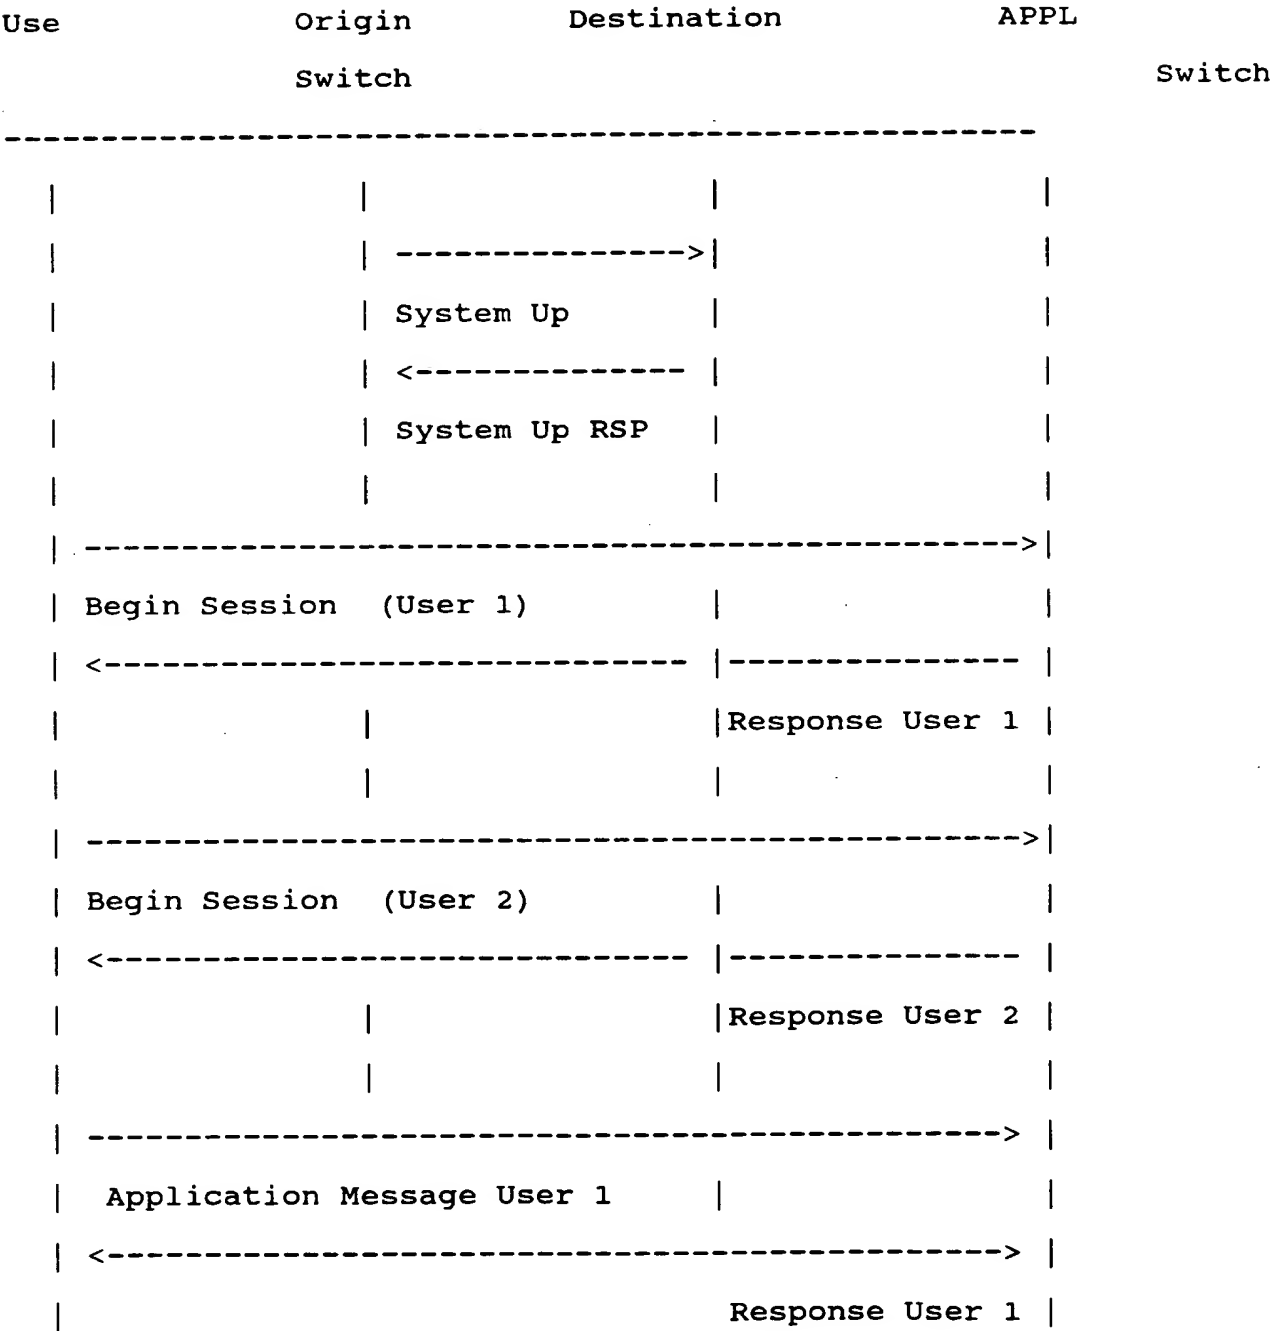 Use Origin Destination APPL
Switch Switch
------------------------------------------------------
| | | |
| | --------------->| |
| | System Up | |
| | <-------------- | |
| | System Up RSP | |
| | | |
| ------------------------------------------------>|
| Begin Session (User 1) | |
| <------------------------------ |--------------- |
| | |Response User 1 |
| | | |
| ------------------------------------------------>|
| Begin Session (User 2) | |
| <------------------------------ |--------------- |
| | |Response User 2 |
| | | |
| -----------------------------------------------> |
| Application Message User 1 | |
| <----------------------------------------------> |
| Response User 1 |